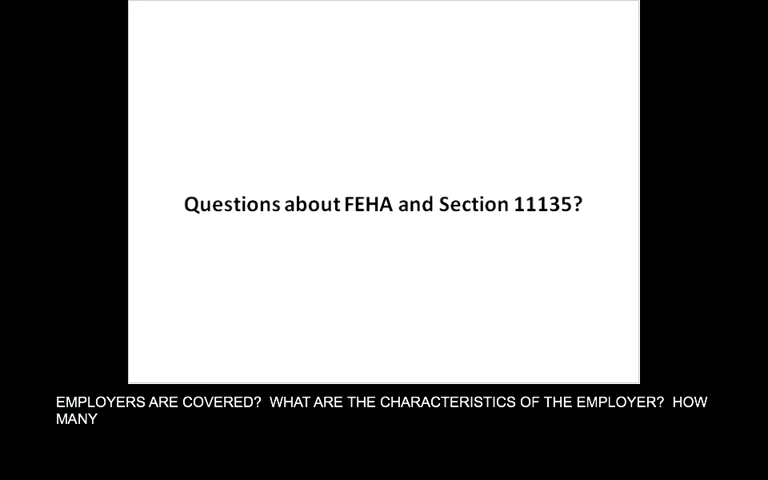 Questions about FEHA and Section 11135?
EMPLOYERS ARE COVERED?  WHAT ARE THE CHARACTERISTICS OF THE EMPLOYER?  HOW
MANY